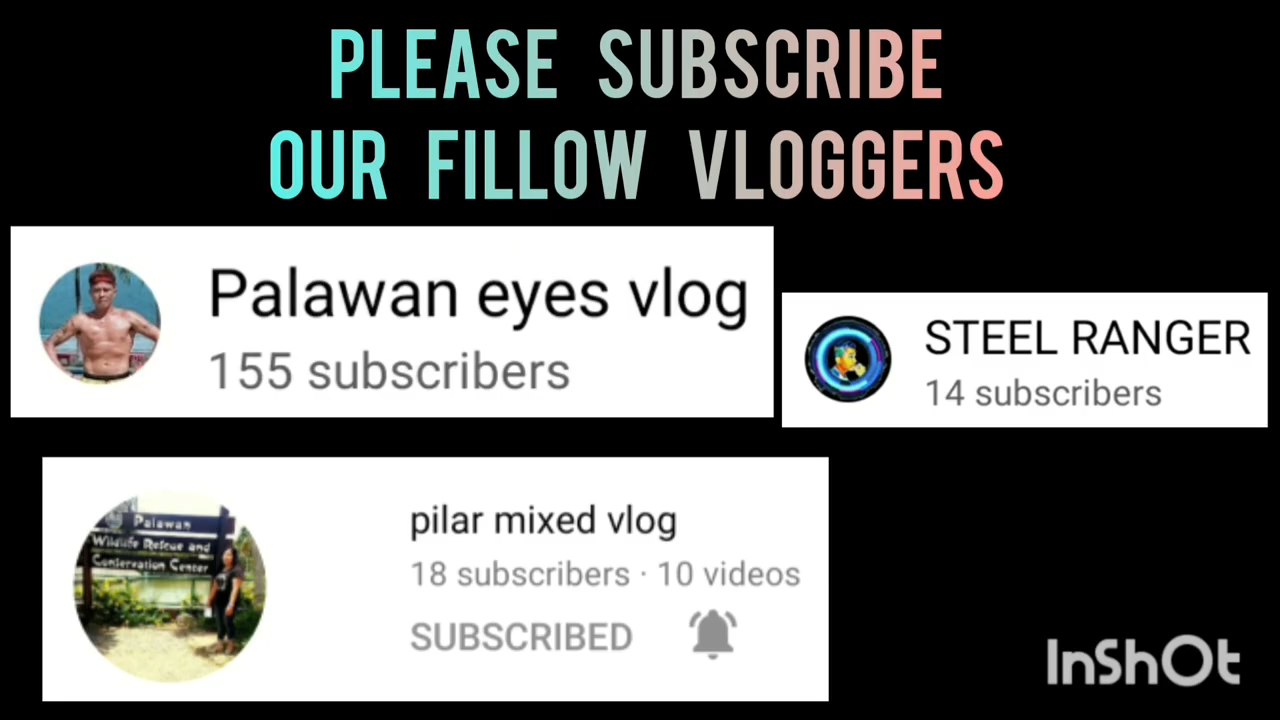 PLEASE SUBSCRIBE
OUR FILLOW VLOGGERS
Palawan eyes vlog
155 subscribers
STEEL RANGER
14 subscribers
Palawan
Wildlife Rescue and
Conservation Center
pilar mixed vlog
18 subscribers · 10 videos
SUBSCRIBED
InShOt